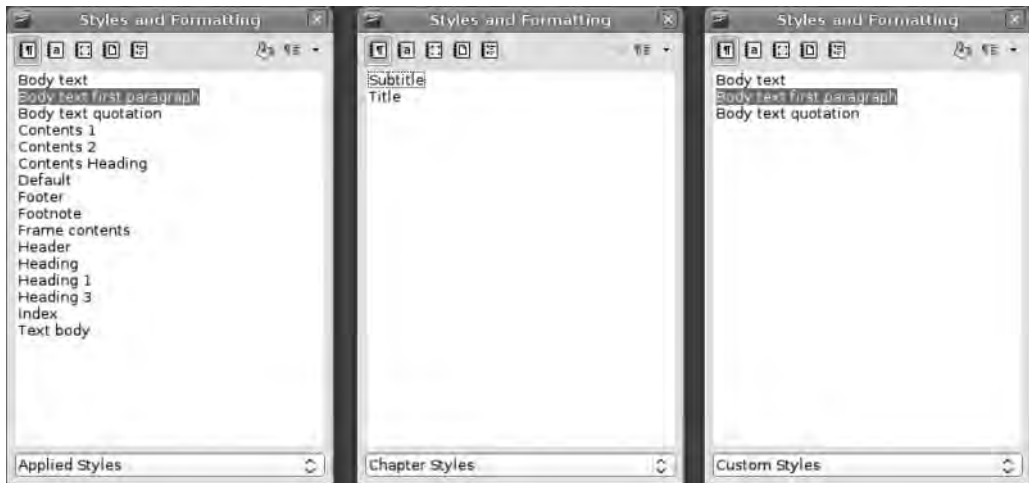 Styles and Formatting
Body text
Body text first paragraph
Body text quotation
Contents 1
Contents 2
Contents Heading
Default
Footer
Footnote
Frame contents
Header
Heading
Heading 1
Heading 3
Index
Text body
Applied Styles
Styles and Formatting
Subtitle
Title
Chapter Styles
Styles and Formatting
Body text
Body text first paragraph
Body text quotation
Custom Styles